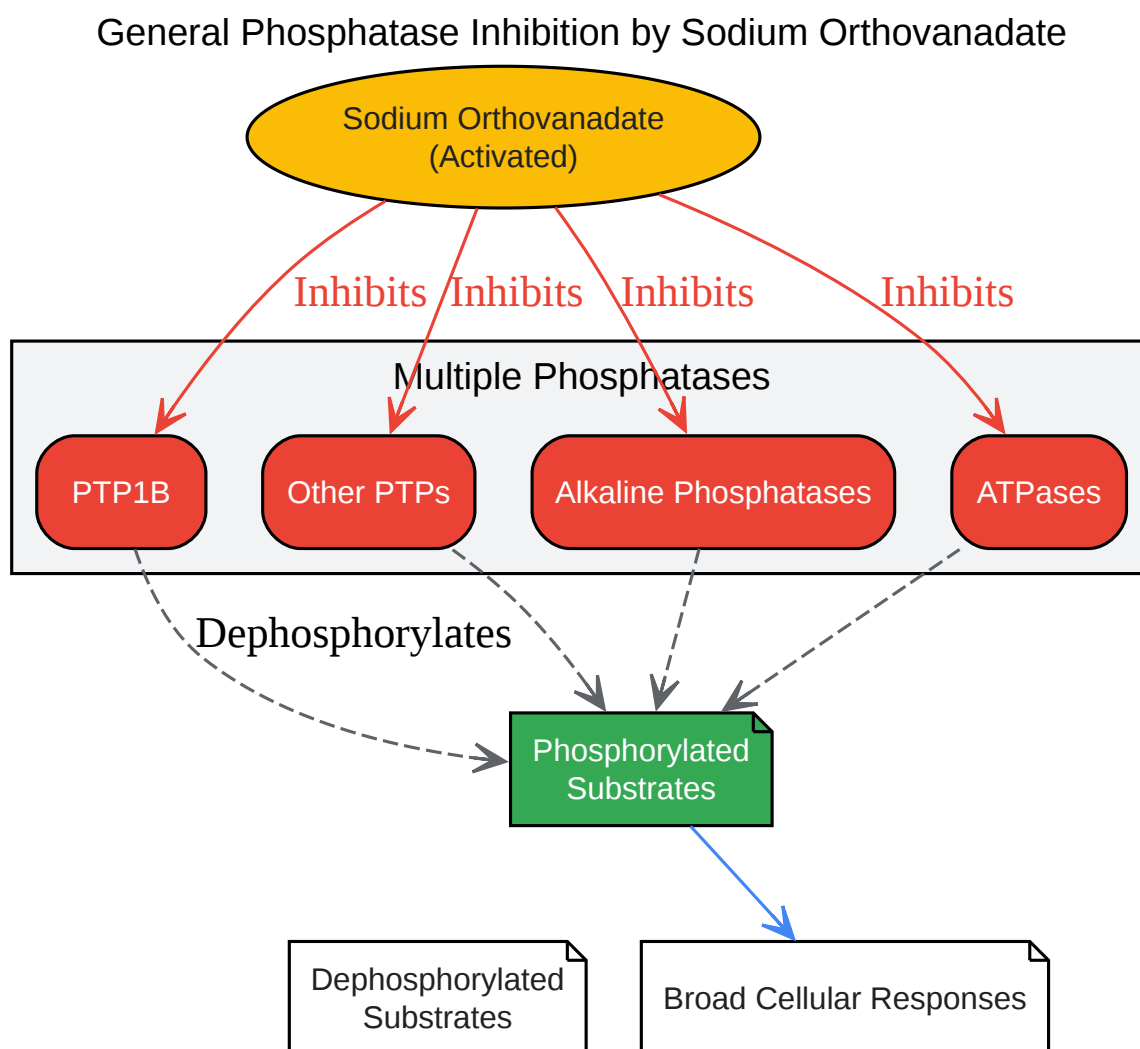 General Phosphatase Inhibition by Sodium Orthovanadate
Sodium Orthovanadate
(Activated)
Inhibits
Inhibits
Inhibits
Inhibits
Multiple Phosphatases
PTP1B
Other PTPs
Alkaline Phosphatases
ATPases
Dephosphorylates
Phosphorylated
Substrates
Dephosphorylated
Substrates
Broad Cellular Responses